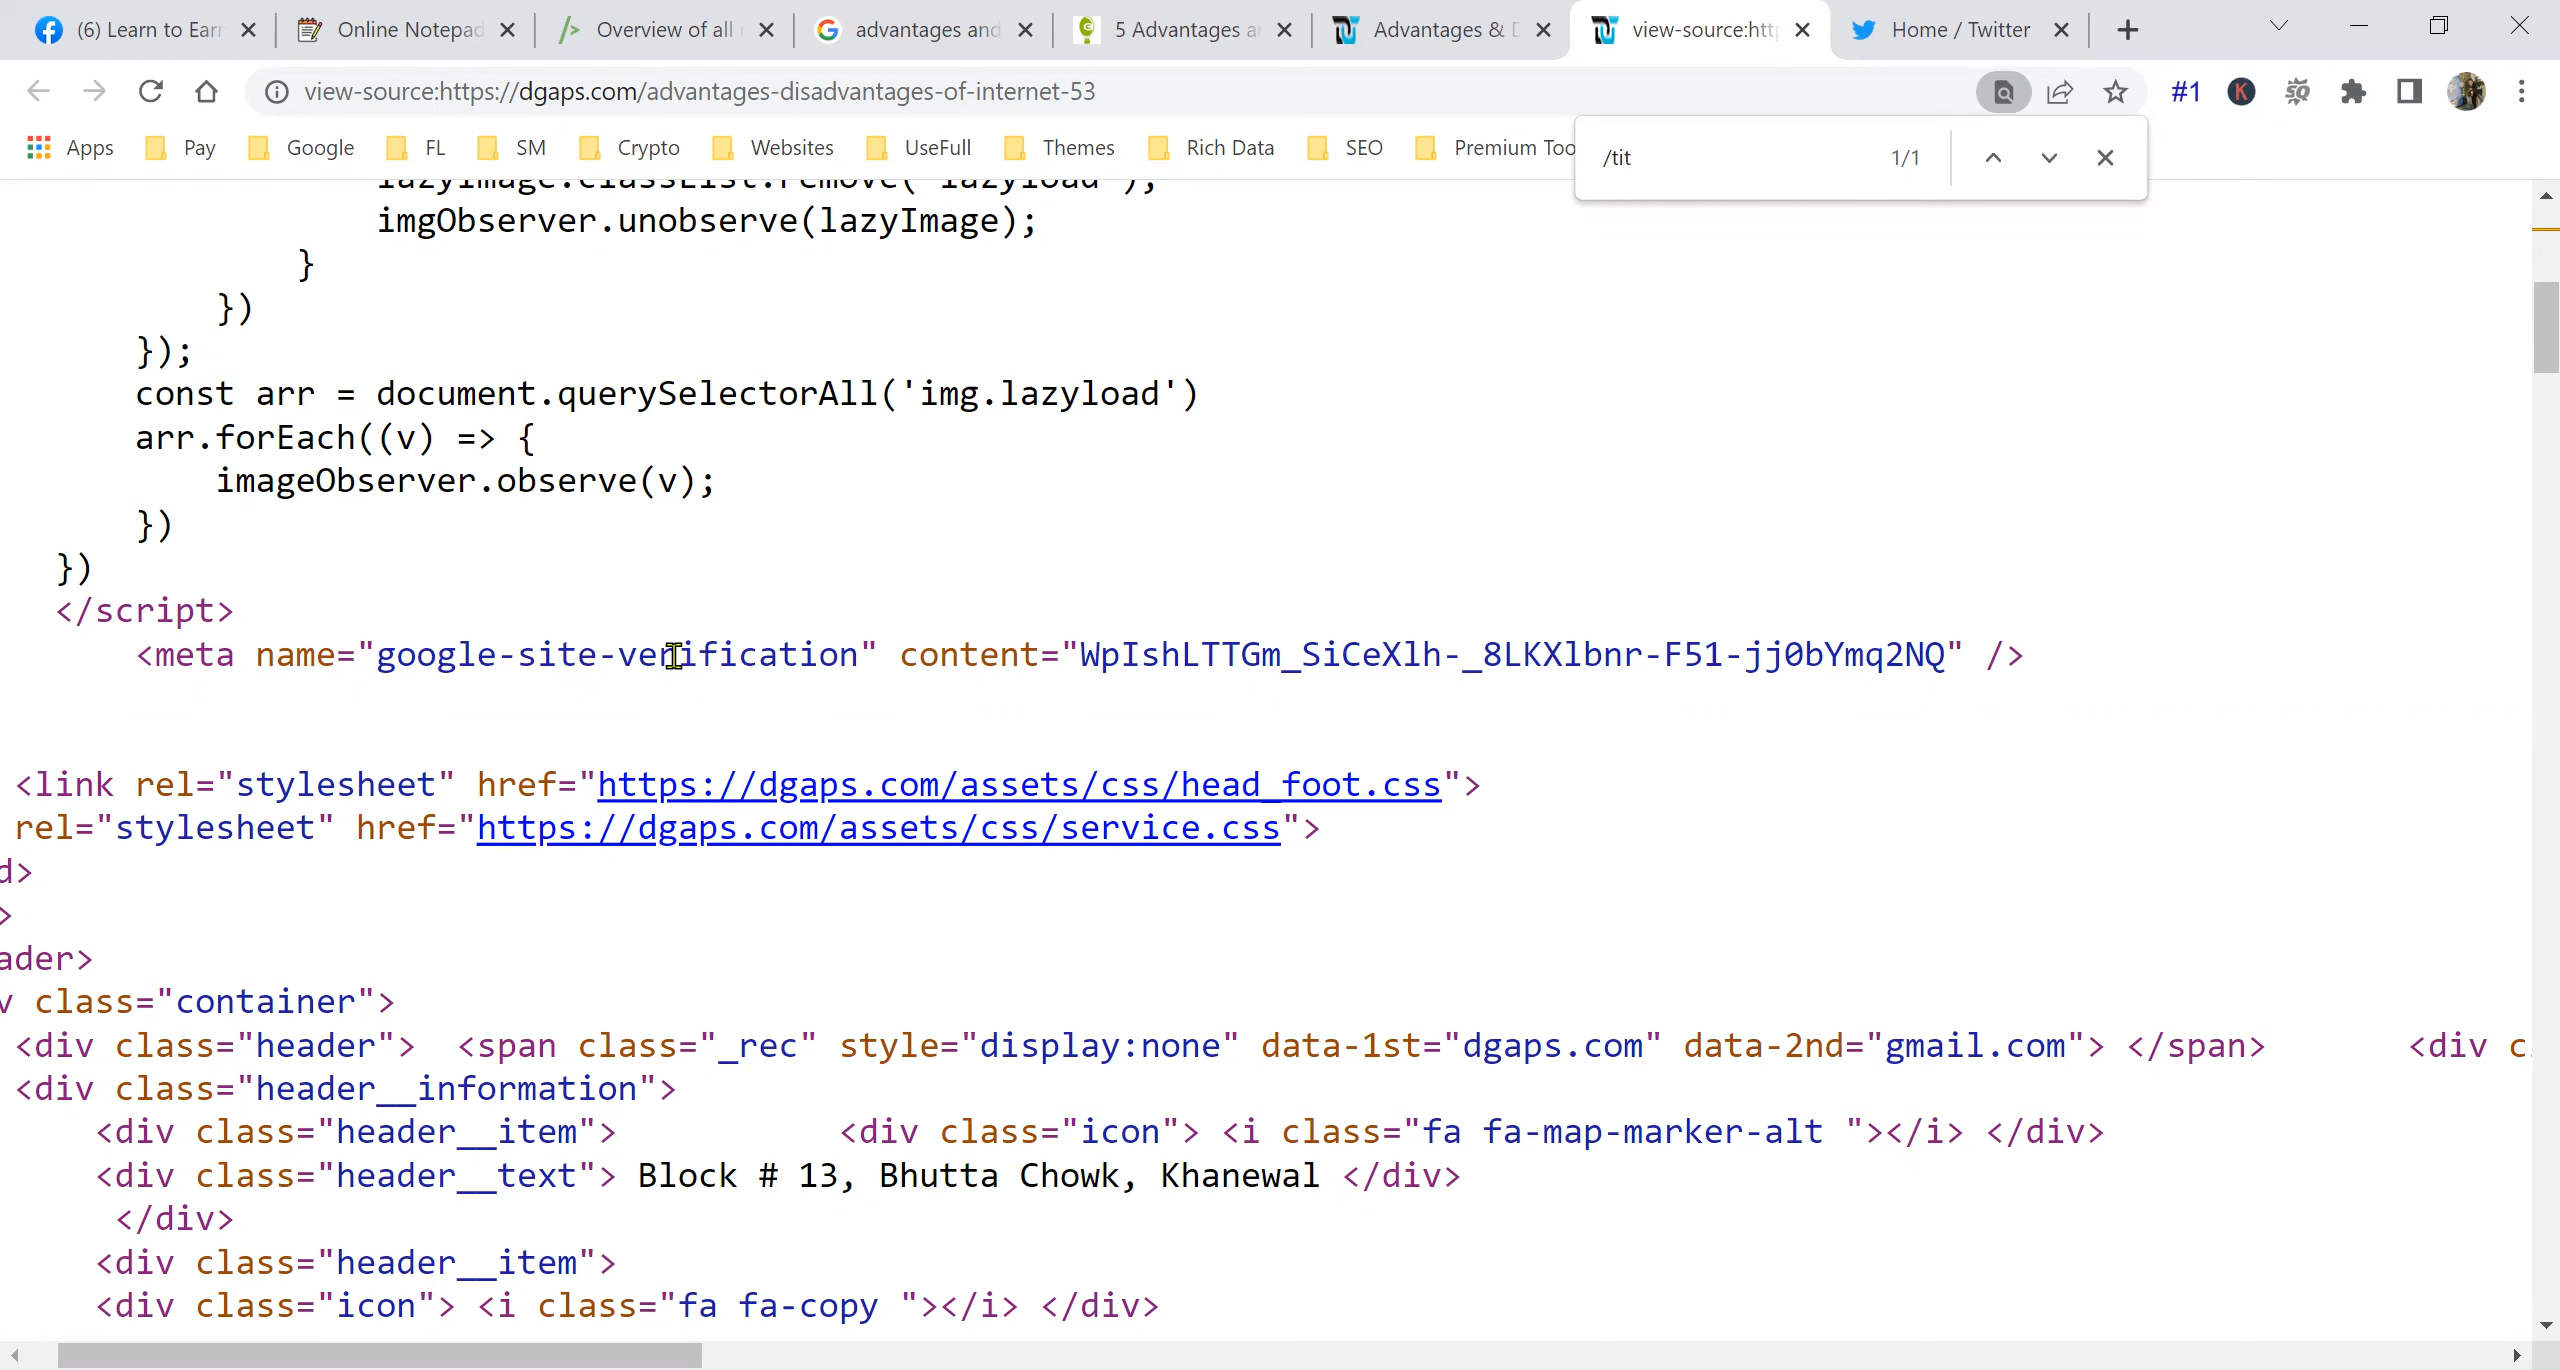 (6) Learn to Earr
Online Notepad
Overview of all
advantages and
5 Advantages a
Advantages & D
view-source:http
Home / Twitter
view-source:https://dgaps.com/advantages-disadvantages-of-internet-53
#1
K
SQ
Apps
Pay
Google
FL
SM
Crypto
Websites
UseFull
Themes
Rich Data
SEO
Premium Too
/tit
1/1
lazyImage.classList.remove("lazyload");
imgObserver.unobserve(lazyImage);
}
})
});
const arr = document.querySelectorAll('img.lazyload')
arr.forEach((v) => {
imageObserver.observe(v);
})
})
</script>
<meta name="google-site-verification" content="WpIshLTTGm_SiCeXlh-_8LKXlbnr-F51-jj0bYmq2NQ" />
<link rel="stylesheet" href="https://dgaps.com/assets/css/head_foot.css">
rel="stylesheet" href="https://dgaps.com/assets/css/service.css">
d>
>
ader>
v class="container">
<div class="header"> <span class="_rec" style="display:none" data-1st="dgaps.com" data-2nd="gmail.com"> </span> <div c
<div class="header__information">
<div class="header__item"> <div class="icon"> <i class="fa fa-map-marker-alt "></i> </div>
<div class="header__text"> Block # 13, Bhutta Chowk, Khanewal </div>
</div>
<div class="header__item">
<div class="icon"> <i class="fa fa-copy "></i> </div>